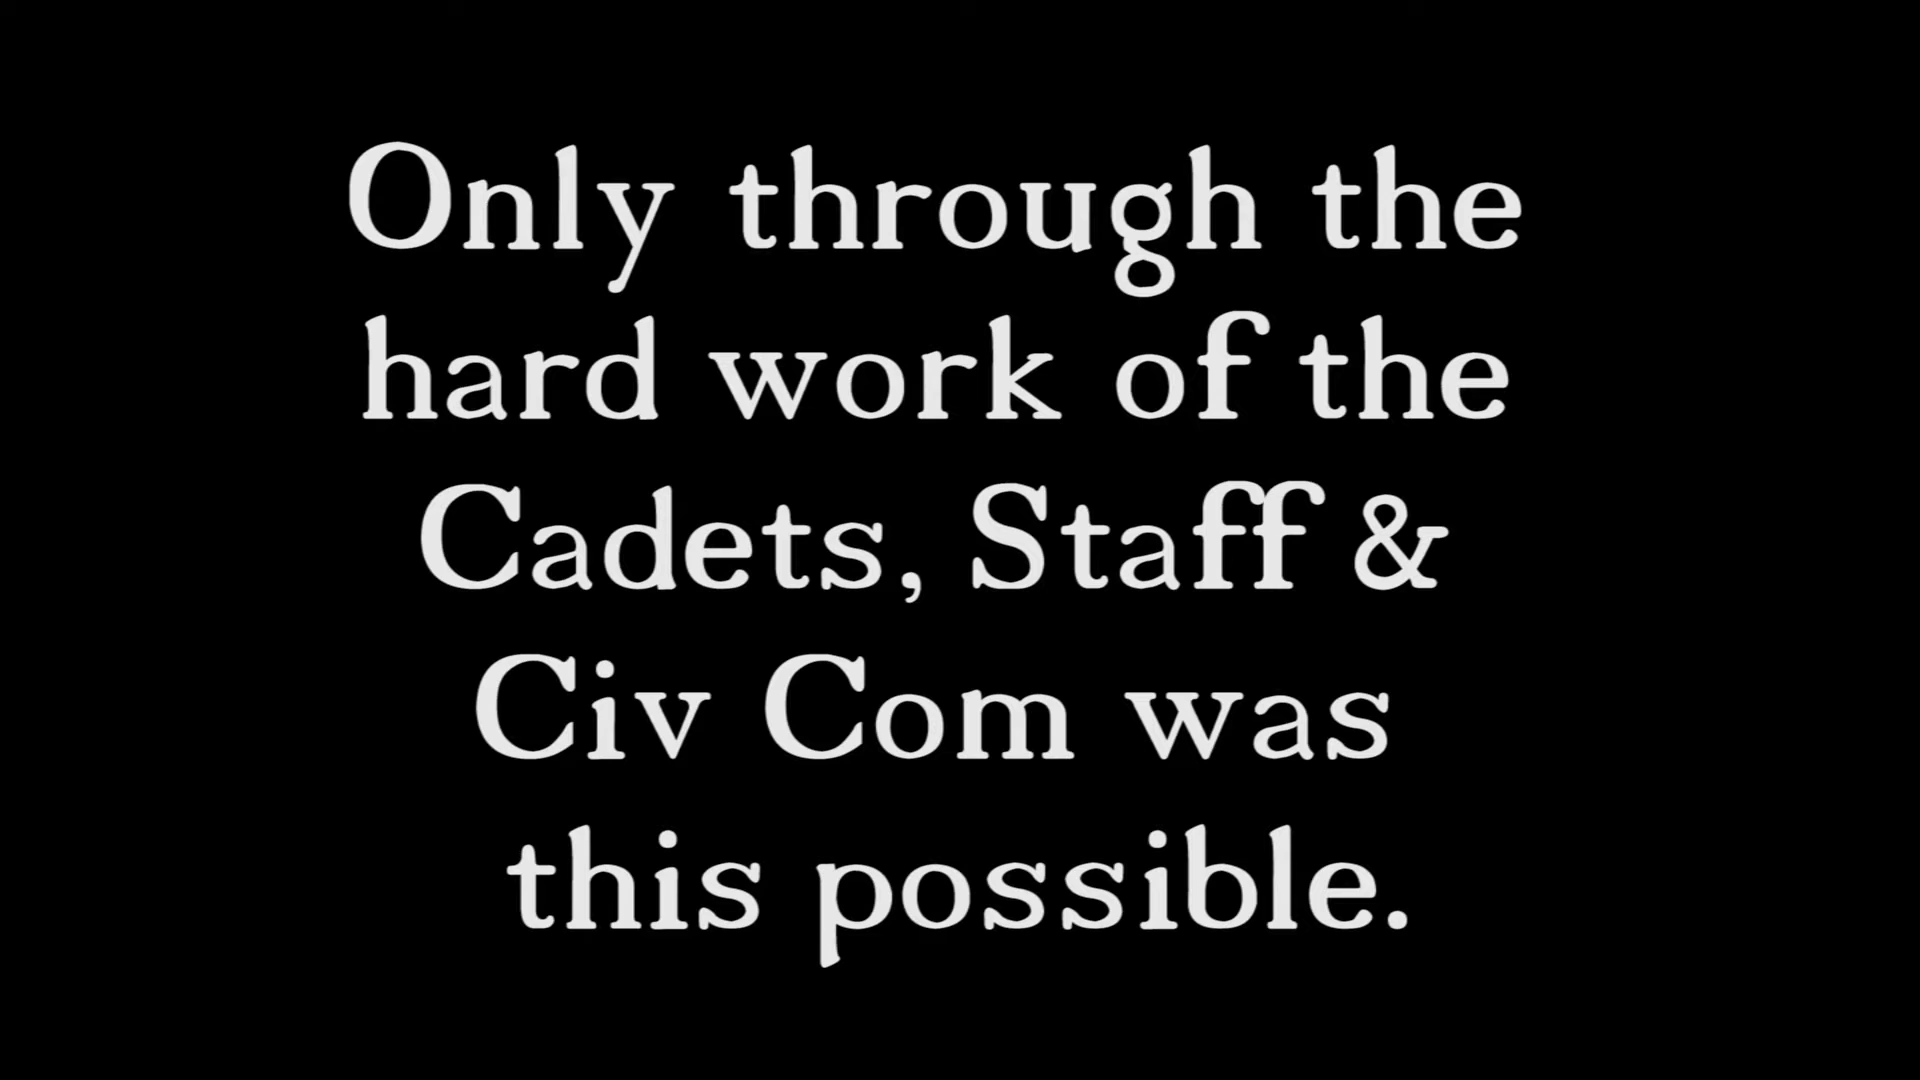 Only through the
hard work of the
Cadets, Staff &
Civ Com was
this possible.